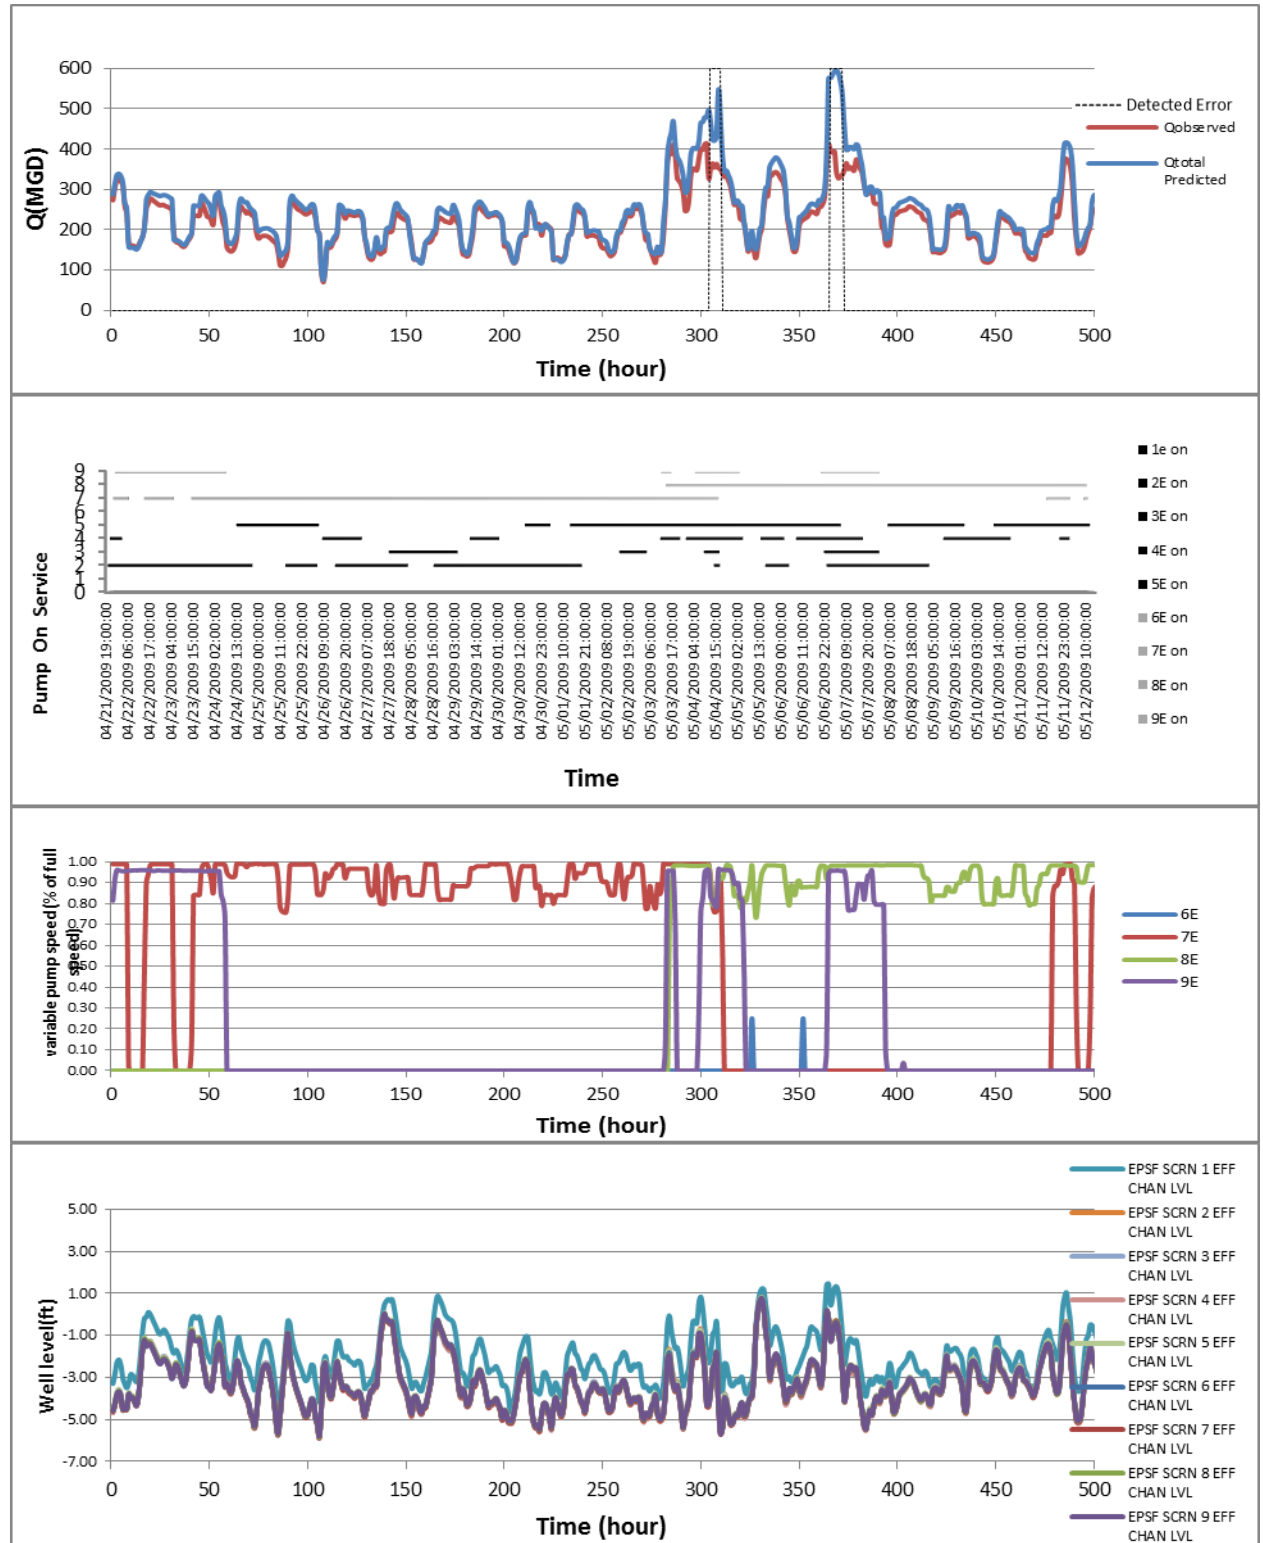 600
500
400
300
200
100
0
Q(MGD)
0 50 100 150 200 250 300 350 400 450 500
Time (hour)
Detected Error
Qobserved
Qtotal
Predicted
9
8
7
6
5
4
3
2
1
0
Pump On Service
04/21/2009 19:00:00
04/22/2009 06:00:00
04/22/2009 17:00:00
04/23/2009 04:00:00
04/23/2009 15:00:00
04/24/2009 02:00:00
04/24/2009 13:00:00
04/25/2009 00:00:00
04/25/2009 11:00:00
04/25/2009 22:00:00
04/26/2009 09:00:00
04/26/2009 20:00:00
04/27/2009 07:00:00
04/27/2009 18:00:00
04/28/2009 05:00:00
04/28/2009 16:00:00
04/29/2009 03:00:00
04/29/2009 14:00:00
04/30/2009 01:00:00
04/30/2009 12:00:00
04/30/2009 23:00:00
05/01/2009 10:00:00
05/01/2009 21:00:00
05/02/2009 08:00:00
05/02/2009 19:00:00
05/03/2009 06:00:00
05/03/2009 17:00:00
05/04/2009 04:00:00
05/04/2009 15:00:00
05/05/2009 02:00:00
05/05/2009 13:00:00
05/06/2009 00:00:00
05/06/2009 11:00:00
05/06/2009 22:00:00
05/07/2009 09:00:00
05/07/2009 20:00:00
05/08/2009 07:00:00
05/08/2009 18:00:00
05/09/2009 05:00:00
05/09/2009 16:00:00
05/10/2009 03:00:00
05/10/2009 14:00:00
05/11/2009 01:00:00
05/11/2009 12:00:00
05/11/2009 23:00:00
05/12/2009 10:00:00
Time
1e on
2E on
3E on
4E on
5E on
6E on
7E on
8E on
9E on
1.00
0.90
0.80
0.70
0.60
0.50
0.40
0.30
0.20
0.10
0.00
variable pump speed(% of full
speed)
0 50 100 150 200 250 300 350 400 450 500
Time (hour)
6E
7E
8E
9E
5.00
3.00
1.00
-1.00
-3.00
-5.00
-7.00
Well level(ft)
0 50 100 150 200 250 300 350 400 450 500
Time (hour)
EPSF SCRN 1 EFF
CHAN LVL
EPSF SCRN 2 EFF
CHAN LVL
EPSF SCRN 3 EFF
CHAN LVL
EPSF SCRN 4 EFF
CHAN LVL
EPSF SCRN 5 EFF
CHAN LVL
EPSF SCRN 6 EFF
CHAN LVL
EPSF SCRN 7 EFF
CHAN LVL
EPSF SCRN 8 EFF
CHAN LVL
EPSF SCRN 9 EFF
CHAN LVL